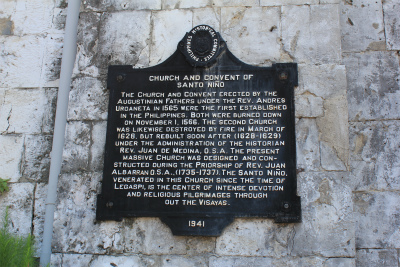 PHILIPPINES HISTORICAL COMMITTEE
CHURCH AND CONVENT OF
SANTO NIÑO
THE CHURCH AND CONVENT ERECTED BY THE
AUGUSTINIAN FATHERS UNDER THE REV. ANDRES
URDANETA IN 1565 WERE THE FIRST ESTABLISHED
IN THE PHILIPPINES. BOTH WERE BURNED DOWN
ON NOVEMBER 1, 1566. THE SECOND CHURCH
WAS LIKEWISE DESTROYED BY FIRE IN MARCH OF
1628, BUT REBUILT SOON AFTER (1628-1629)
UNDER THE ADMINISTRATION OF THE HISTORIAN
REV. JUAN DE MEDINA, O.S.A. THE PRESENT
MASSIVE CHURCH WAS DESIGNED AND CON-
STRUCTED DURING THE PRIORSHIP OF REV. JUAN
ALBARRAN O.S.A., (1735-1737). THE SANTO NIÑO,
VENERATED IN THIS CHURCH SINCE THE TIME OF
LEGASPI, IS THE CENTER OF INTENSE DEVOTION
AND RELIGIOUS PILGRIMAGES THROUGH
OUT THE VISAYAS.
1941